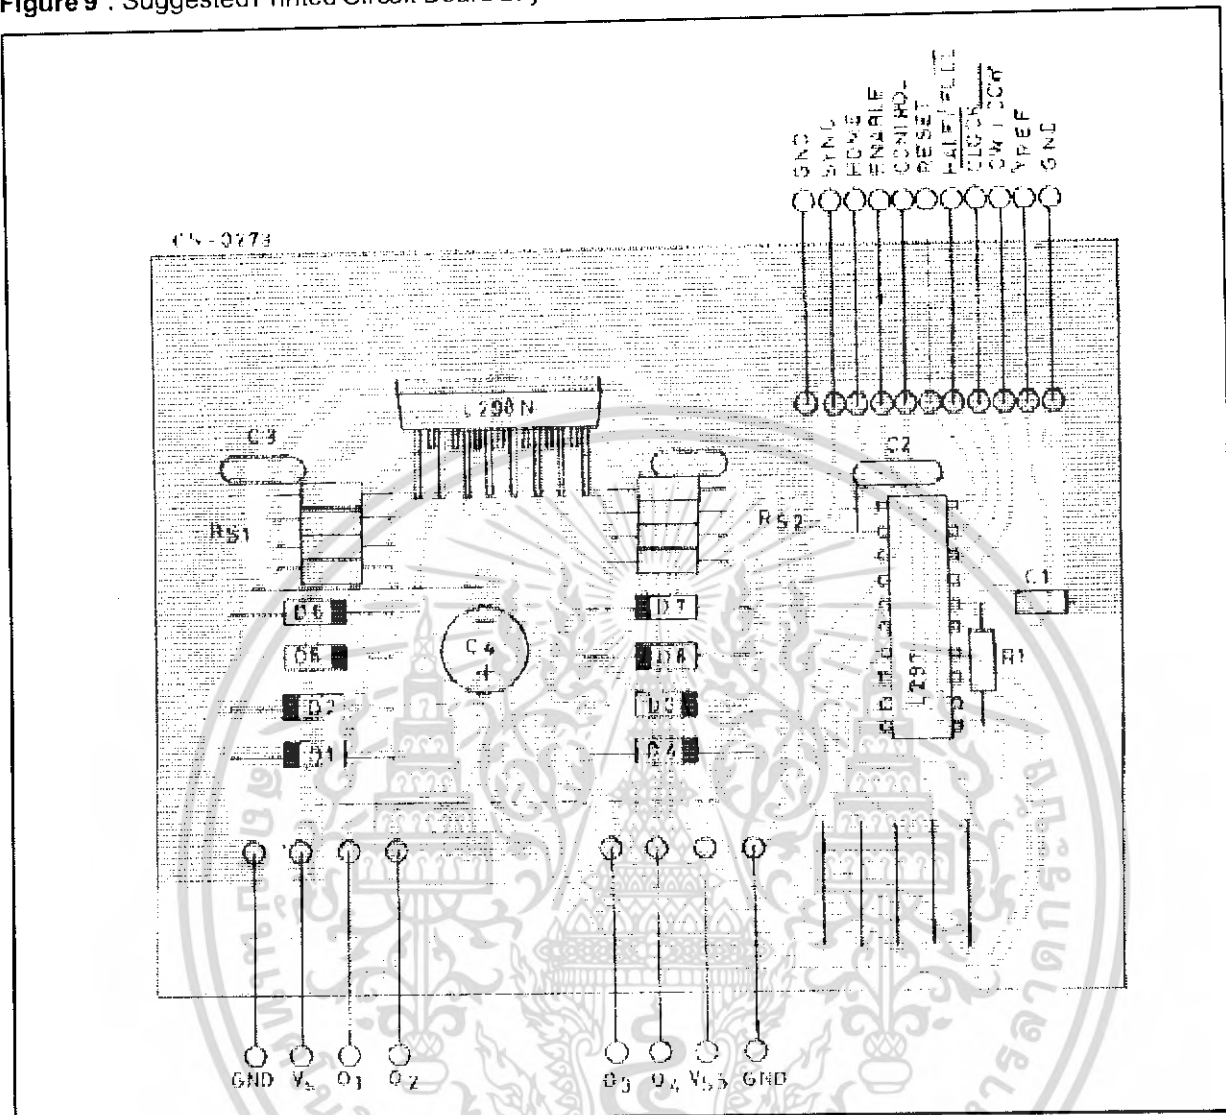 Figure 9 : Suggested Printed Circuit Board
GND
SYNC
HOME
ENABLE
CONTROL
RESET
HALF/FULL
CLOCK
CW/CCW
VREF
GND
CS-0273
L298N
C3
C2
RS1
RS2
C1
D6
D7
C4
D5
D8
R1
L297
D2
D3
D1
D4
GND VS O1 O2
O3 O4 VSS GND